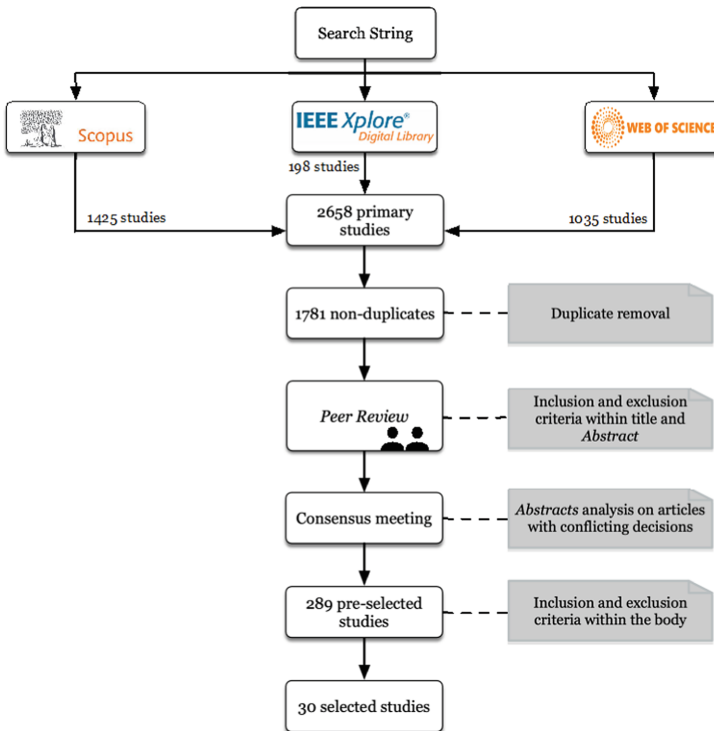 Search String
Scopus
IEEE Xplore®
Digital Library
WEB OF SCIENCE
198 studies
1425 studies
1035 studies
2658 primary
studies
1781 non-duplicates
Duplicate removal
Peer Review
Inclusion and exclusion
criteria within title and
Abstract
Consensus meeting
Abstracts analysis on articles
with conflicting decisions
289 pre-selected
studies
Inclusion and exclusion
criteria within the body
30 selected studies